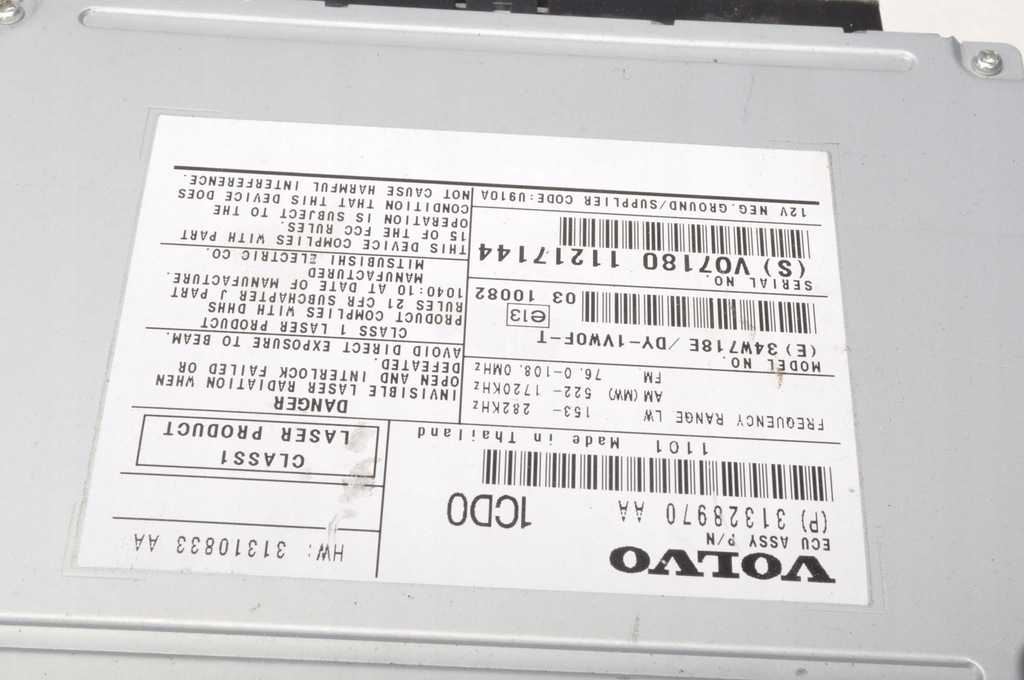 VOLVO
ECU ASSY P/N
(P) 31328970 AA
1CD0
1101 Made in Thailand
FREQUENCY RANGE LW 153- 282KHz
AM(MW) 522- 1720KHz
FM 76.0-108.0MHz
MODEL NO.
(E)34W718E/DY-1VW0F-T
e13
03 10082
SERIAL NO.
(S) VO7180 11217144
12V NEG.GROUND/SUPPLIER CODE:U910A
HW: 31310833 AA
CLASS1
LASER PRODUCT
DANGER
INVISIBLE LASER RADIATION WHEN
OPEN AND INTERLOCK FAILED OR
DEFEATED.
AVOID DIRECT EXPOSURE TO BEAM.
CLASS 1 LASER PRODUCT
PRODUCT COMPLIES WITH DHHS
RULES 21 CFR SUBCHAPTER J PART
1040:10 AT DATE OF MANUFACTURE.
MANUFACTURED
MITSUBISHI ELECTRIC CO.
THIS DEVICE COMPLIES WITH PART
15 OF THE FCC RULES.
OPERATION IS SUBJECT TO THE
CONDITION THAT THIS DEVICE DOES
NOT CAUSE HARMFUL INTERFERENCE.